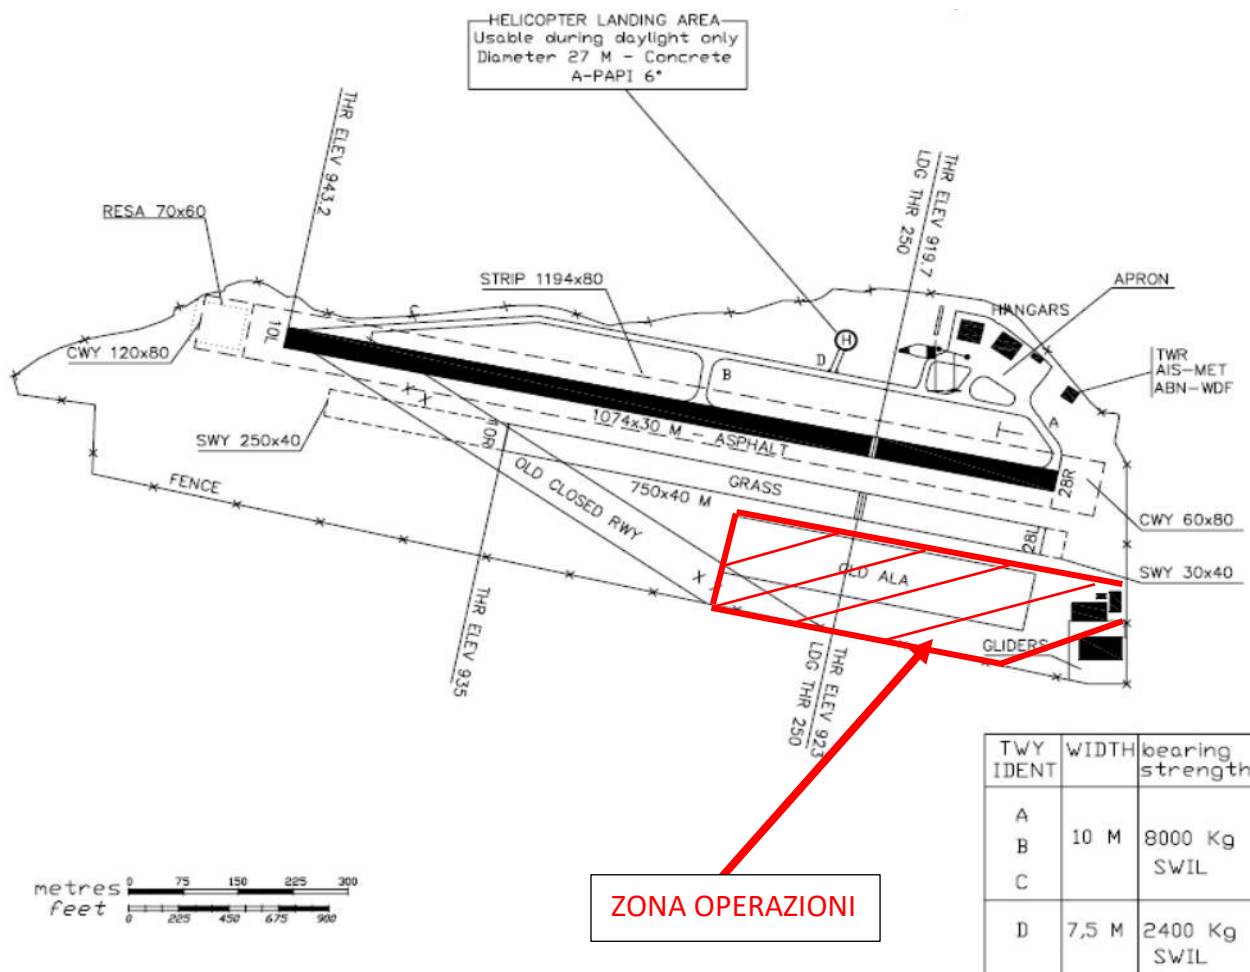 HELICOPTER LANDING AREA
Usable during daylight only
Diameter 27 M - Concrete
A-PAPI 6°
THR ELEV 943.2
THR ELEV 919.7
LDG THR 250
RESA 70x60
STRIP 1194x80
APRON
HANGARS
H
10L
CWY 120x80
D
B
TWR
AIS-MET
ABN-WDF
A
C
1074x30 M - ASPHALT
SWY 250x40
10R
28R
OLD CLOSED RWY
GRASS
750x40 M
FENCE
CWY 60x80
28L
SWY 30x40
OLD ALA
GLIDERS
THR ELEV 935
THR ELEV 923
LDG THR 250
TWY IDENT
WIDTH
bearing strength
A
B
C
10 M
8000 Kg
SWIL
D
7,5 M
2400 Kg
SWIL
metres 0 75 150 225 300
feet 0 225 450 675 900
ZONA OPERAZIONI